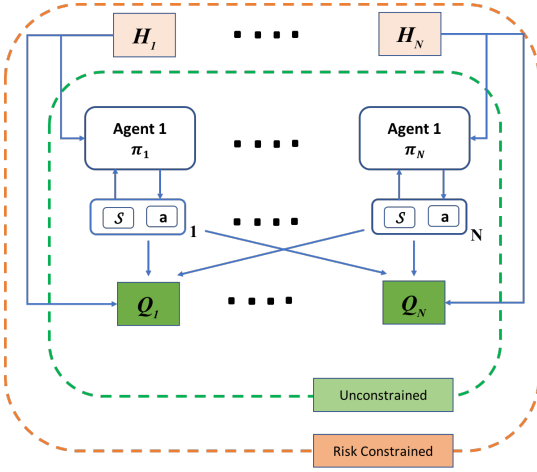 H1 HN
Agent 1
π1
Agent 1
πN
S a
1
S a
N
Q1 QN
Unconstrained
Risk Constrained